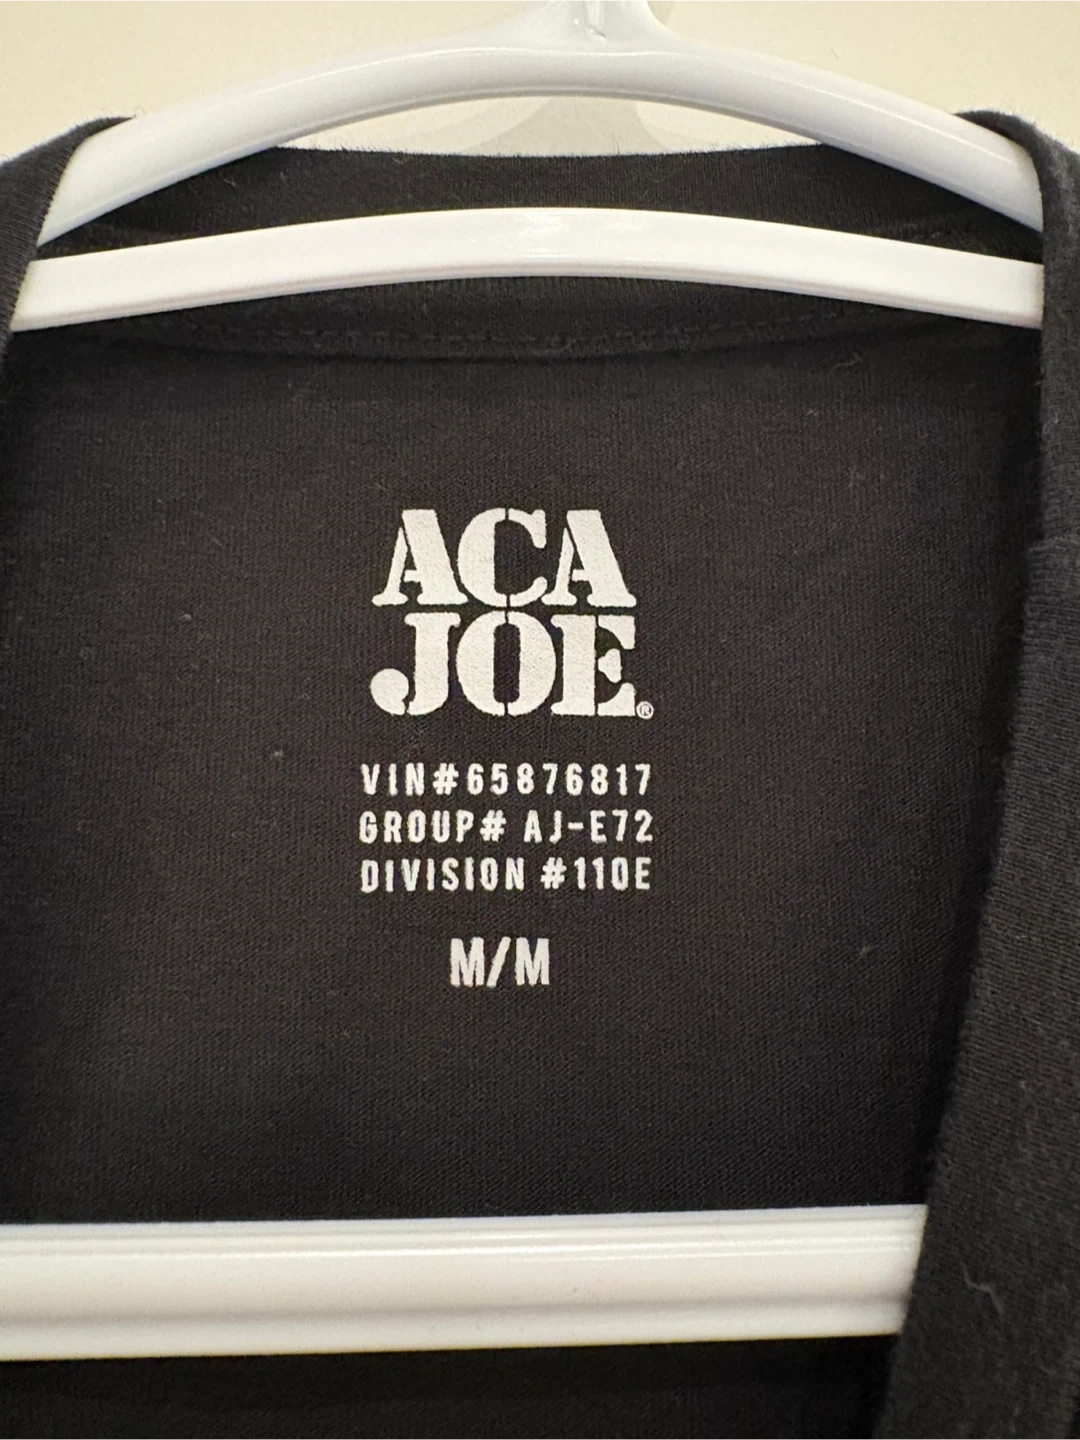 ACA
JOE®
VIN#65876817
GROUP# AJ-E72
DIVISION #110E
M/M